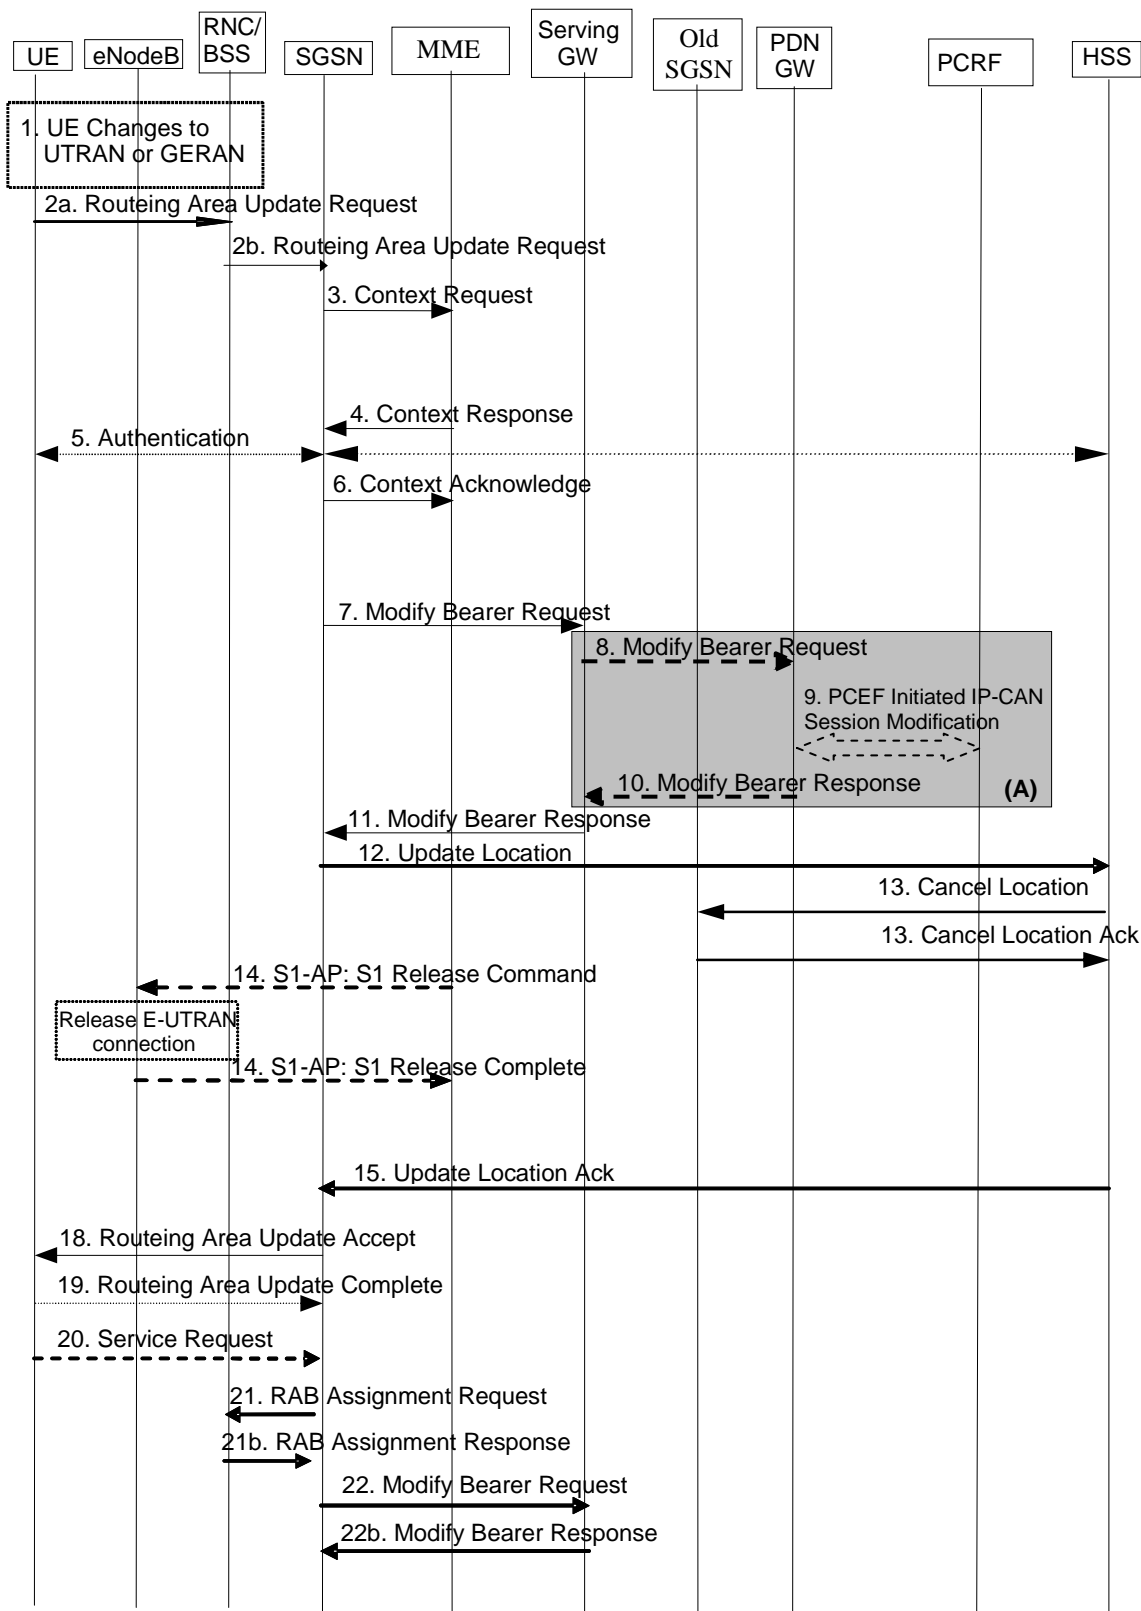 UE
eNodeB
RNC/
BSS
SGSN
MME
Serving
GW
Old
SGSN
PDN
GW
PCRF
HSS
1. UE Changes to
UTRAN or GERAN
2a. Routeing Area Update Request
2b. Routeing Area Update Request
3. Context Request
4. Context Response
5. Authentication
6. Context Acknowledge
7. Modify Bearer Request
8. Modify Bearer Request
9. PCEF Initiated IP-CAN
Session Modification
10. Modify Bearer Response
(A)
11. Modify Bearer Response
12. Update Location
13. Cancel Location
13. Cancel Location Ack
14. S1-AP: S1 Release Command
Release E-UTRAN
connection
14. S1-AP: S1 Release Complete
15. Update Location Ack
18. Routeing Area Update Accept
19. Routeing Area Update Complete
20. Service Request
21. RAB Assignment Request
21b. RAB Assignment Response
22. Modify Bearer Request
22b. Modify Bearer Response